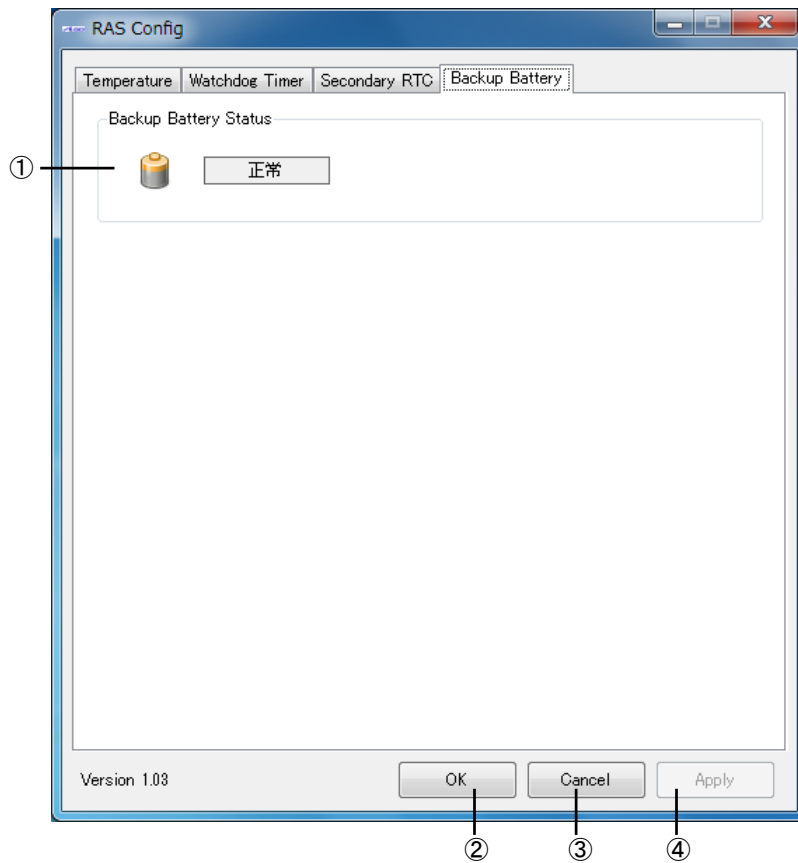 RAS Config
Temperature Watchdog Timer Secondary RTC Backup Battery
Backup Battery Status
① 正常
Version 1.03 OK Cancel Apply
② ③ ④